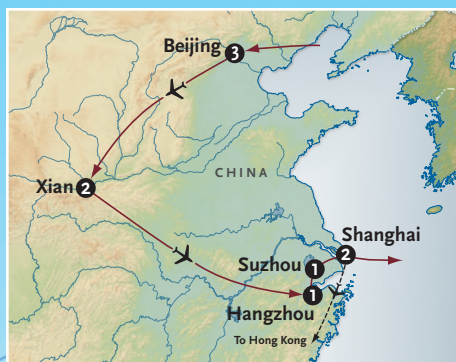 Beijing 3
CHINA
Xian 2
Shanghai
2
Suzhou 1
1
Hangzhou
To Hong Kong